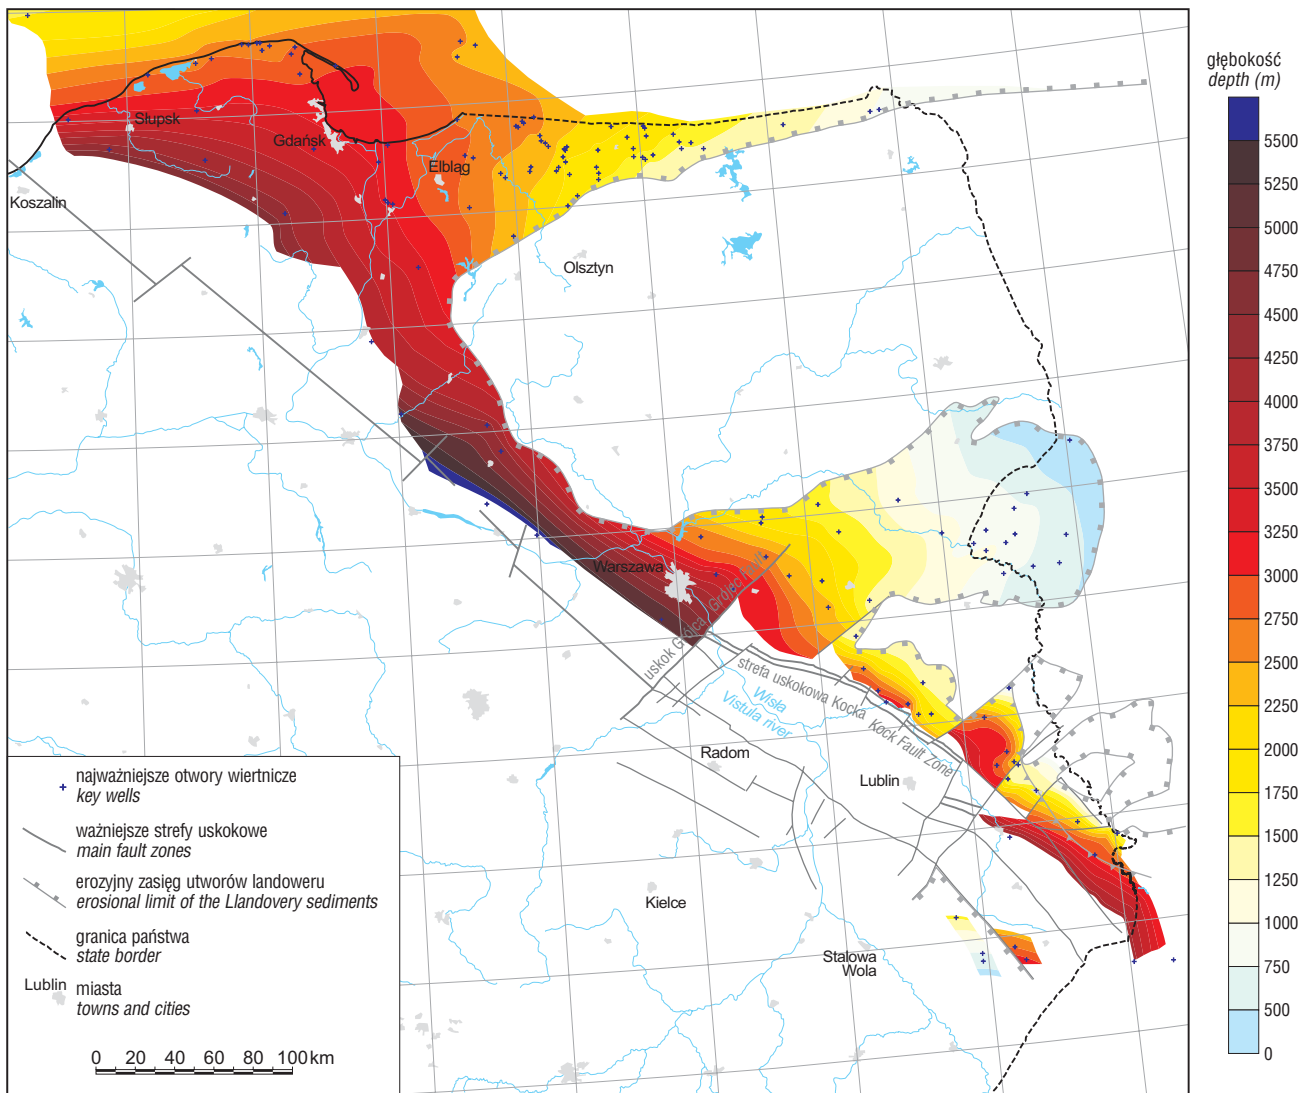 głębokość
depth (m)
5500
5250
5000
4750
4500
4250
4000
3750
3500
3250
3000
2750
2500
2250
2000
1750
1500
1250
1000
750
500
0
Słupsk
Gdańsk
Elbląg
Koszalin
Olsztyn
Warszawa
uskok Grójca Grójec Fault
strefa uskokowa Kocka Kock Fault Zone
Wisła
Vistula river
Radom
Lublin
Kielce
Stalowa
Wola
najważniejsze otwory wiertnicze
key wells
ważniejsze strefy uskokowe
main fault zones
erozyjny zasięg utworów landoweru
erosional limit of the Llandovery sediments
granica państwa
state border
Lublin miasta
towns and cities
0 20 40 60 80 100 km